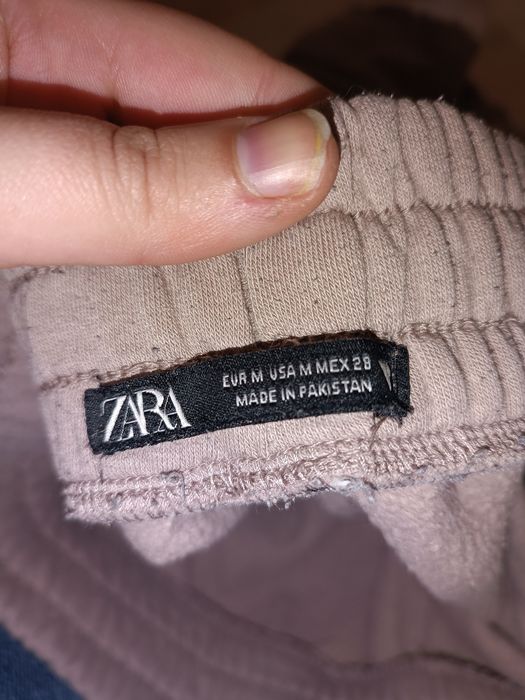 ZARA
EUR M USA M MEX 28
MADE IN PAKISTAN